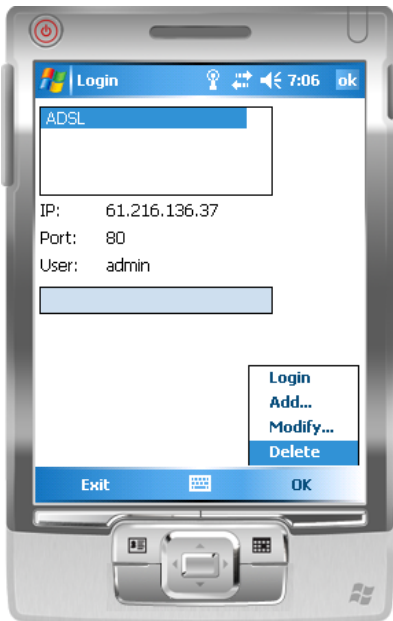 Login 7:06 ok
ADSL
IP: 61.216.136.37
Port: 80
User: admin
Login
Add...
Modify...
Delete
Exit OK